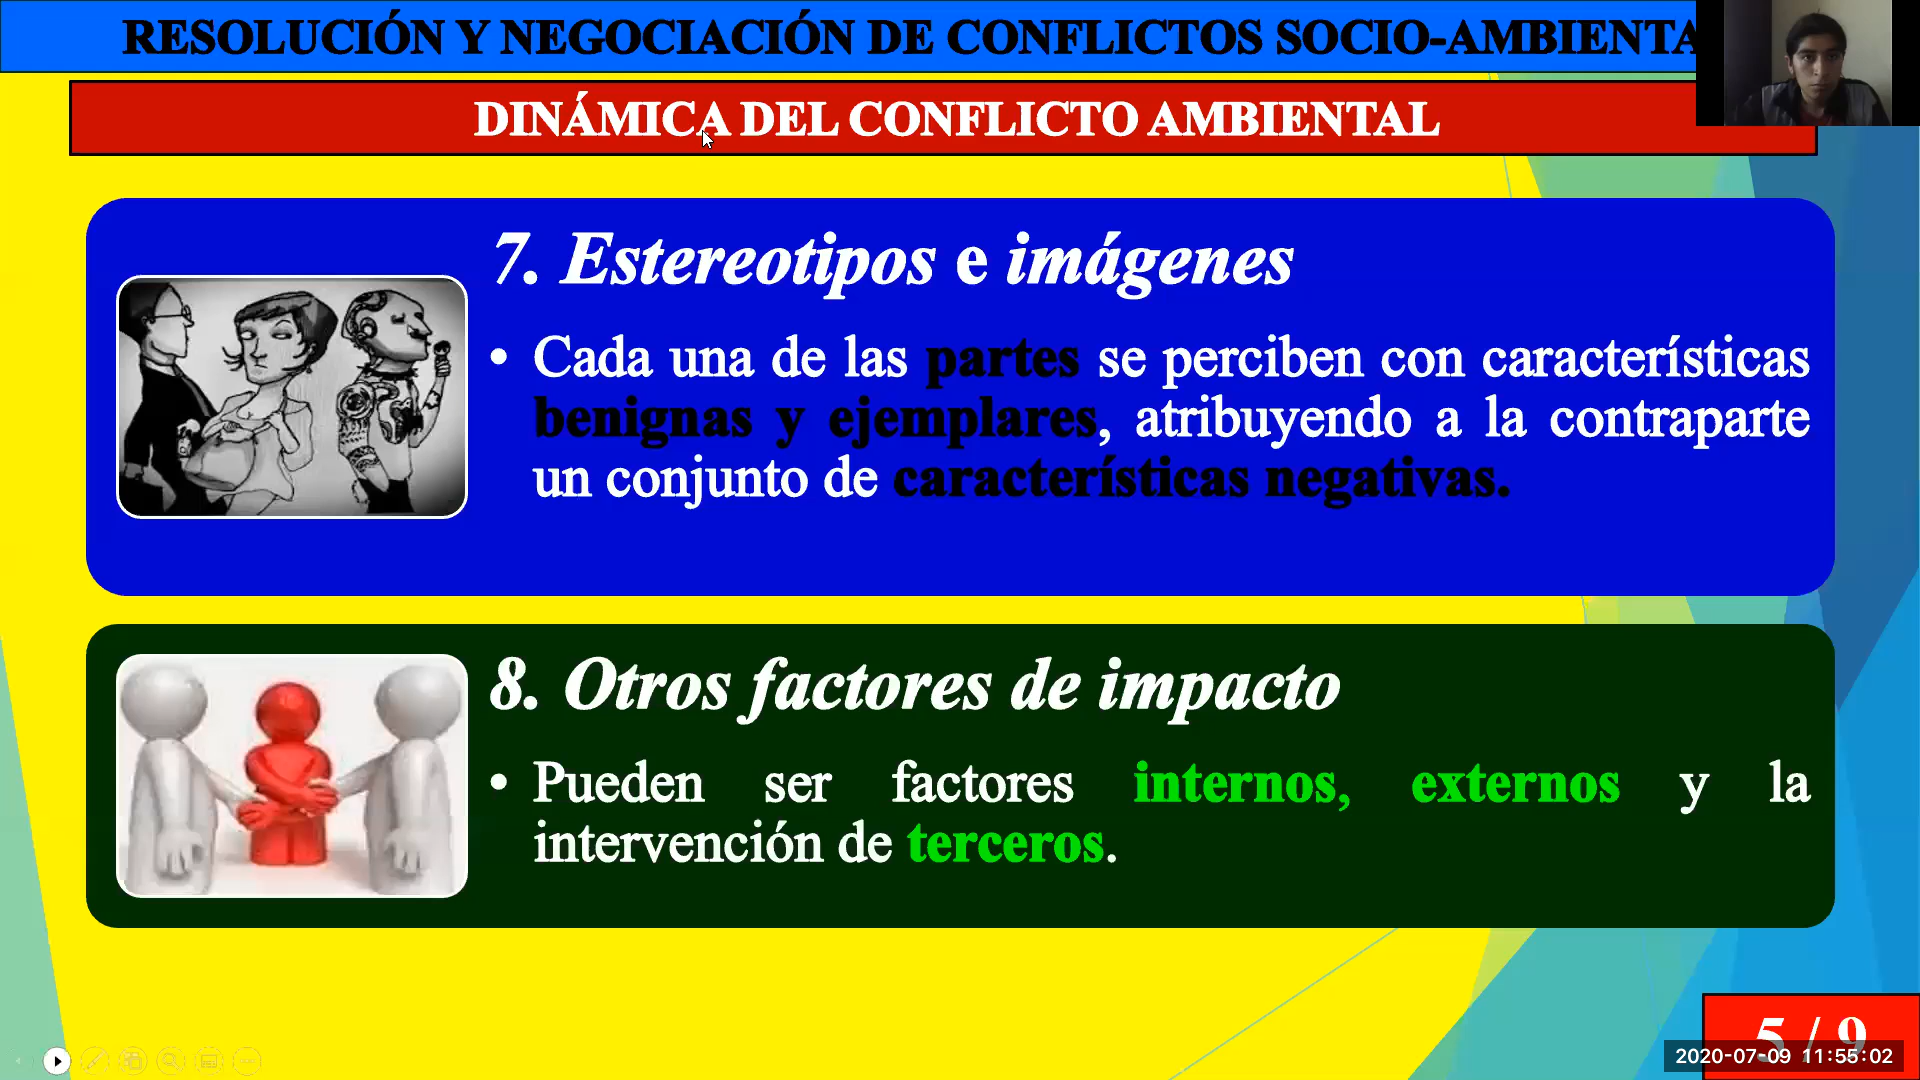 RESOLUCIÓN Y NEGOCIACIÓN DE CONFLICTOS SOCIO-AMBIENTA
DINÁMICA DEL CONFLICTO AMBIENTAL
7. Estereotipos e imágenes
• Cada una de las partes se perciben con características
benignas y ejemplares, atribuyendo a la contraparte
un conjunto de características negativas.
8. Otros factores de impacto
• Pueden ser factores internos, externos y la
intervención de terceros.
5 / 9
2020-07-09 11:55:02